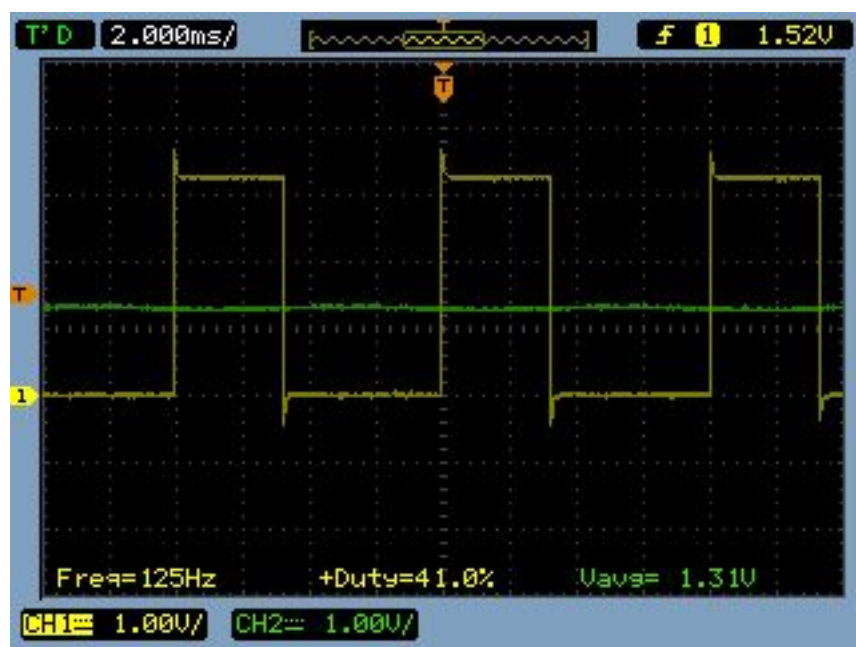 T'D 2.000ms/ 1 1.52V
T
T
1
Freq=125Hz +Duty=41.0% Vavg= 1.31V
CH1 1.00V/ CH2 1.00V/